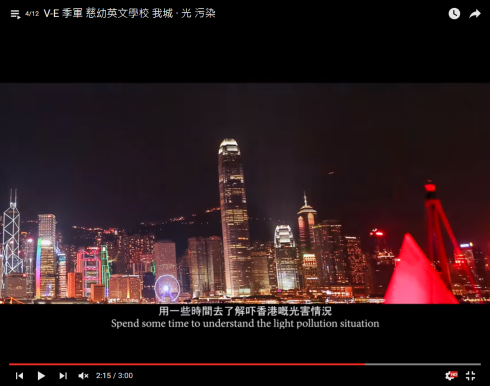 4/12 V-E 季軍 慈幼英文學校 我城 · 光 污染
用一些時間去了解吓香港嘅光害情況
Spend some time to understand the light pollution situation
2:15 / 3:00
HD